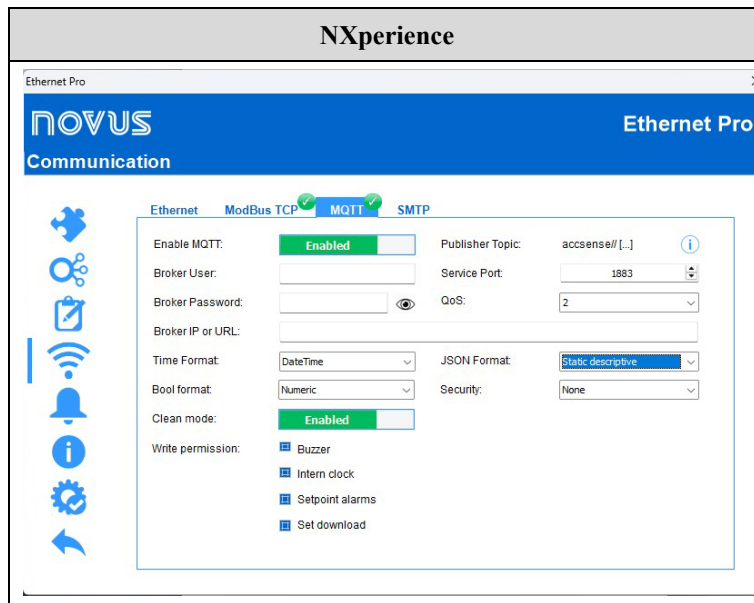 NXperience
Ethernet Pro
NOVUS
Ethernet Pro
Communication
Ethernet ModBus TCP MQTT SMTP
Enable MQTT: Enabled Publisher Topic: accsense// [...]
Broker User: Service Port: 1883
Broker Password: QoS: 2
Broker IP or URL:
Time Format: DateTime JSON Format: Static descriptive
Bool format: Numeric Security: None
Clean mode: Enabled
Write permission: Buzzer
Intern clock
Setpoint alarms
Set download